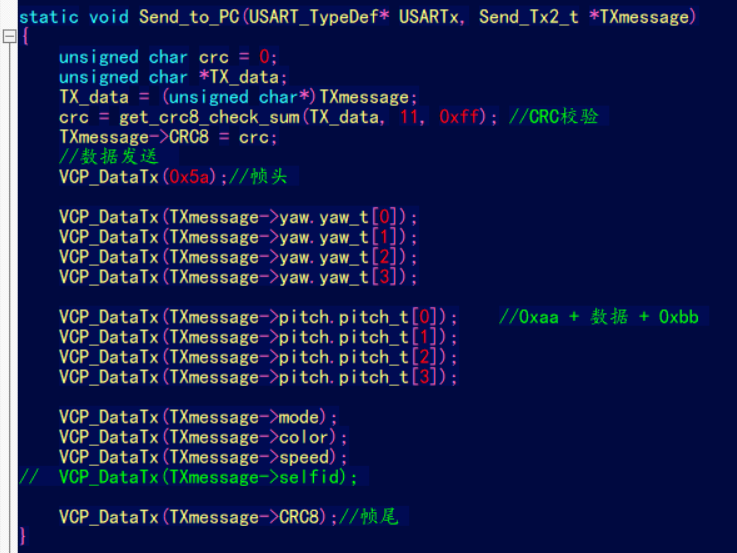 static void Send_to_PC(USART_TypeDef* USARTx, Send_Tx2_t *TXmessage)
{
unsigned char crc = 0;
unsigned char *TX_data;
TX_data = (unsigned char*)TXmessage;
crc = get_crc8_check_sum(TX_data, 11, 0xff); //CRC校验
TXmessage->CRC8 = crc;
//数据发送
VCP_DataTx(0x5a);//帧头
VCP_DataTx(TXmessage->yaw.yaw_t[0]);
VCP_DataTx(TXmessage->yaw.yaw_t[1]);
VCP_DataTx(TXmessage->yaw.yaw_t[2]);
VCP_DataTx(TXmessage->yaw.yaw_t[3]);
VCP_DataTx(TXmessage->pitch.pitch_t[0]); //0xaa + 数据 + 0xbb
VCP_DataTx(TXmessage->pitch.pitch_t[1]);
VCP_DataTx(TXmessage->pitch.pitch_t[2]);
VCP_DataTx(TXmessage->pitch.pitch_t[3]);
VCP_DataTx(TXmessage->mode);
VCP_DataTx(TXmessage->color);
VCP_DataTx(TXmessage->speed);
// VCP_DataTx(TXmessage->selfid);
VCP_DataTx(TXmessage->CRC8);//帧尾
}